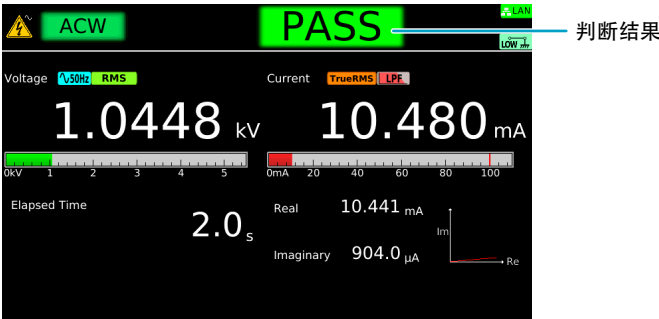 ACW
PASS
LAN
LOW
判断结果
Voltage 50Hz RMS
Current TrueRMS LPF
1.0448 kV
10.480 mA
0kV 1 2 3 4 5
0mA 20 40 60 80 100
Elapsed Time
2.0 s
Real 10.441 mA
Imaginary 904.0 µA
Im
Re